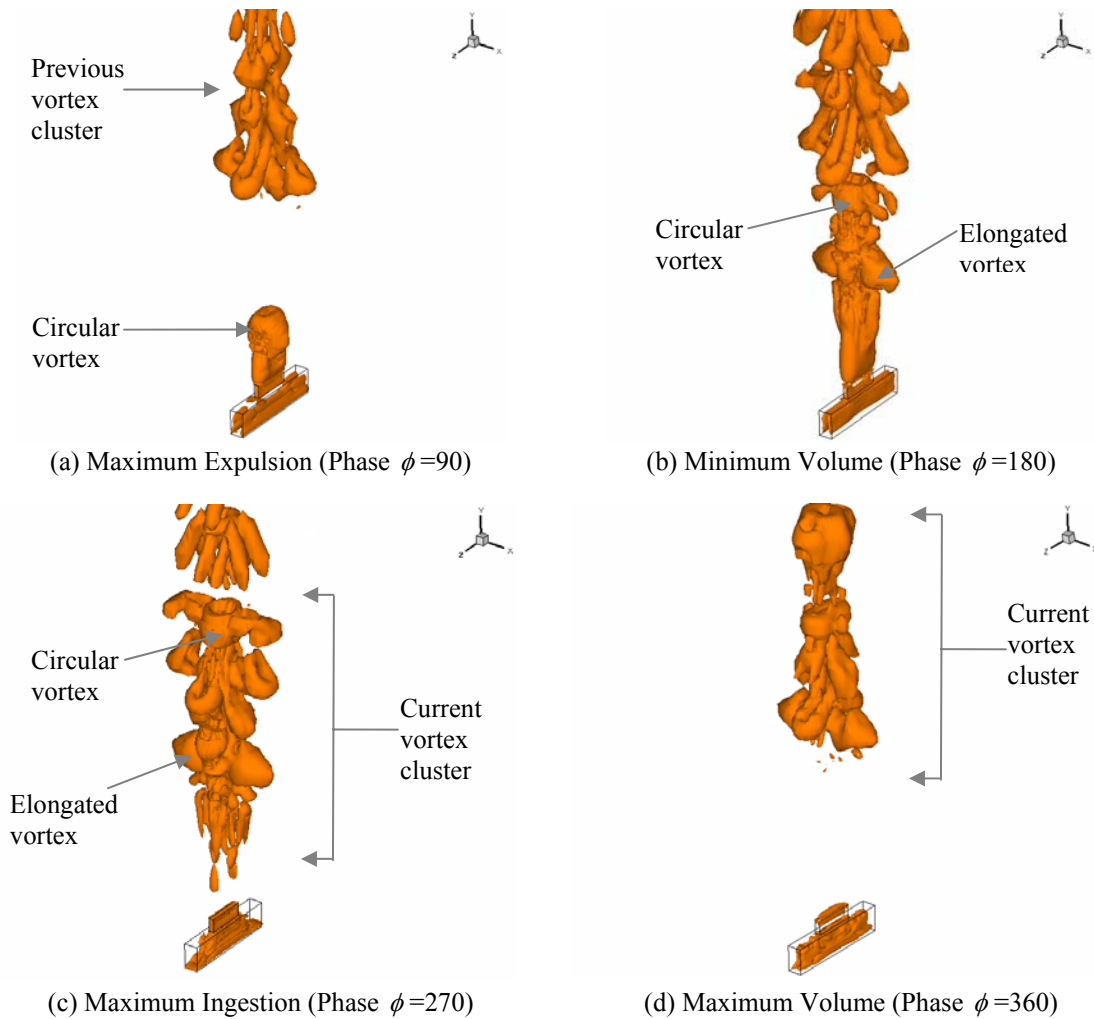 Previous
vortex
cluster
Circular
vortex
Y
Z
X
(a) Maximum Expulsion (Phase ϕ=90)
Circular
vortex
Elongated
vortex
Y
Z
X
(b) Minimum Volume (Phase ϕ=180)
Circular
vortex
Elongated
vortex
Current
vortex
cluster
Y
Z
X
(c) Maximum Ingestion (Phase ϕ=270)
Current
vortex
cluster
Y
Z
X
(d) Maximum Volume (Phase ϕ=360)